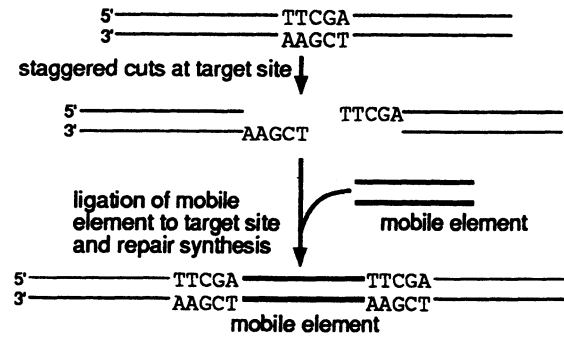 5' TTCGA
3' AAGCT
staggered cuts at target site
5' TTCGA
3' AAGCT
ligation of mobile
element to target site
and repair synthesis
mobile element
5' TTCGA TTCGA
3' AAGCT AAGCT
mobile element